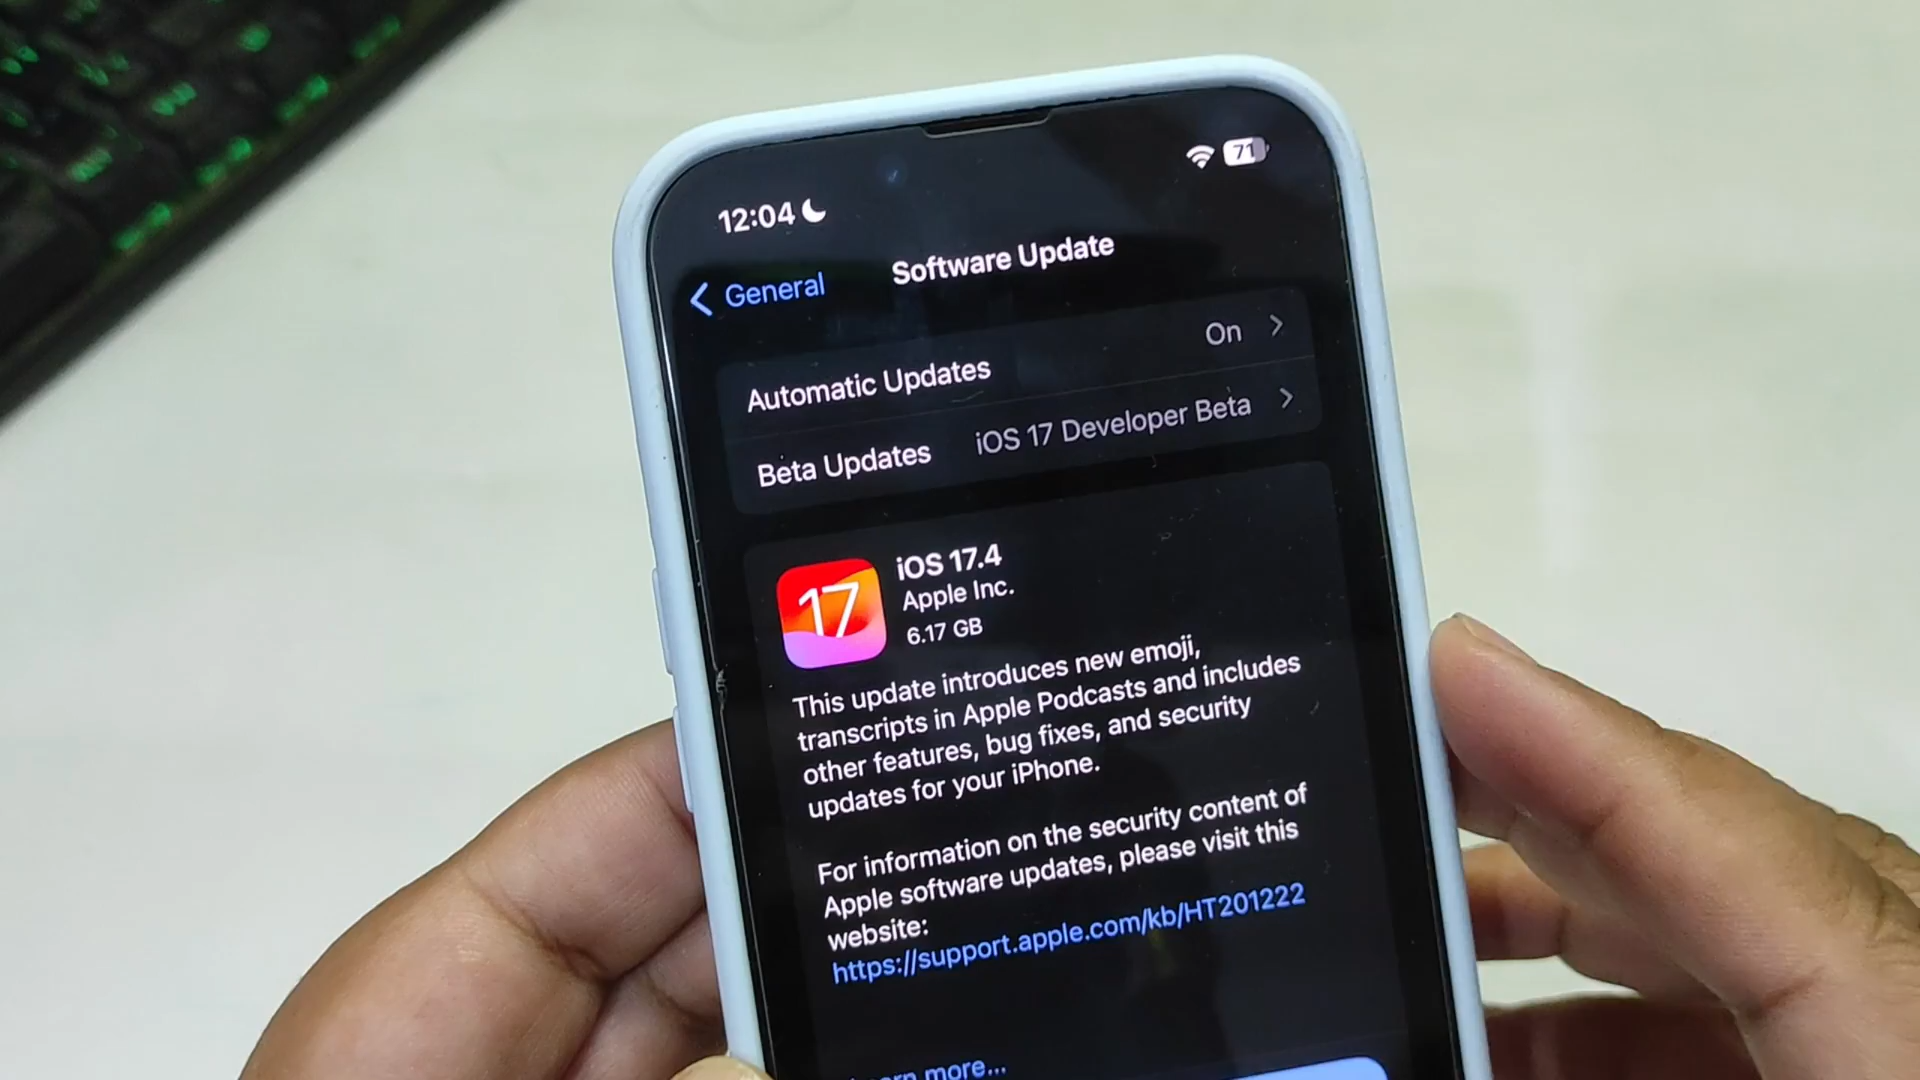 12:04
71
General
Software Update
Automatic Updates
On
Beta Updates
iOS 17 Developer Beta
17
iOS 17.4
Apple Inc.
6.17 GB
This update introduces new emoji,
transcripts in Apple Podcasts and includes
other features, bug fixes, and security
updates for your iPhone.
For information on the security content of
Apple software updates, please visit this
website:
https://support.apple.com/kb/HT201222
more...